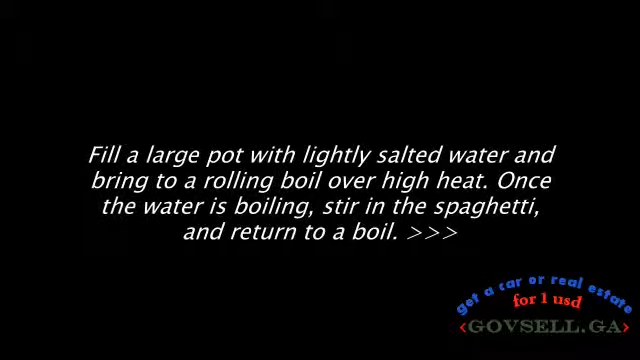 Fill a large pot with lightly salted water and
bring to a rolling boil over high heat. Once
the water is boiling, stir in the spaghetti,
and return to a boil. >>>
get a car or real estate
for 1 usd
<GOVSELL.GA>